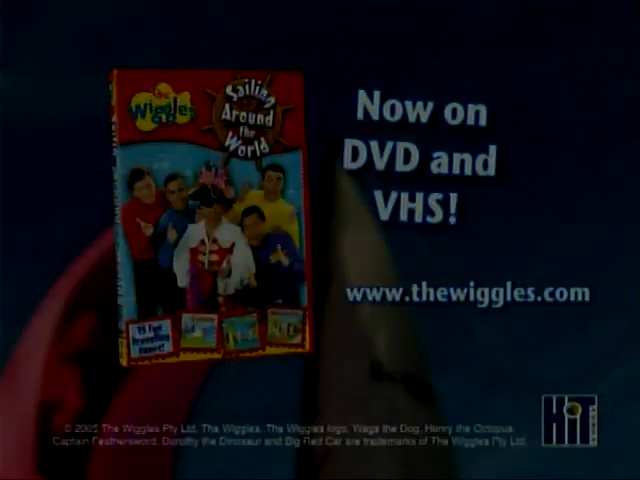 the
Wiggles
Sailing
Around
the
World
15 fun
travelling
tunes!
Now on
DVD and
VHS!
www.thewiggles.com
© 2005 The Wiggles Pty Ltd. The Wiggles, The Wiggles logo, Wags the Dog, Henry the Octopus,
Captain Feathersword, Dorothy the Dinosaur and Big Red Car are trademarks of The Wiggles Pty Ltd.
HiT